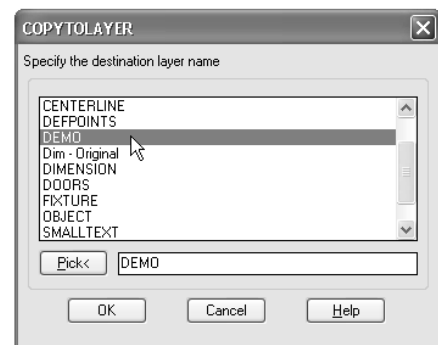 COPYTOLAYER
Specify the destination layer name
CENTERLINE
DEFPOINTS
DEMO
Dim - Original
DIMENSION
DOORS
FIXTURE
OBJECT
SMALLTEXT
Pick< DEMO
OK Cancel Help